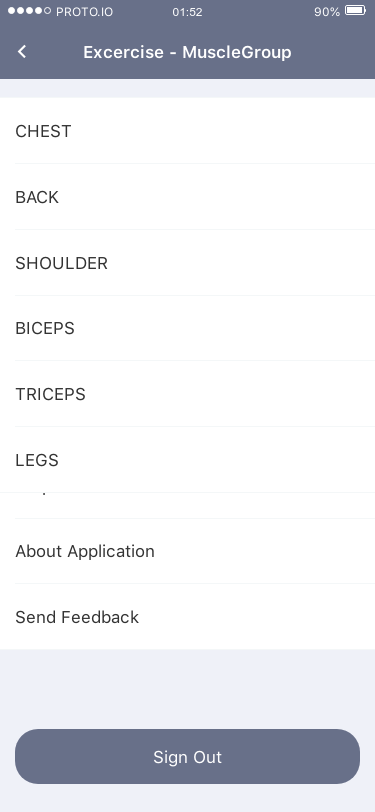 PROTO.IO 01:52 90%
Excercise - MuscleGroup
CHEST
BACK
SHOULDER
BICEPS
TRICEPS
LEGS
About Application
Send Feedback
Sign Out